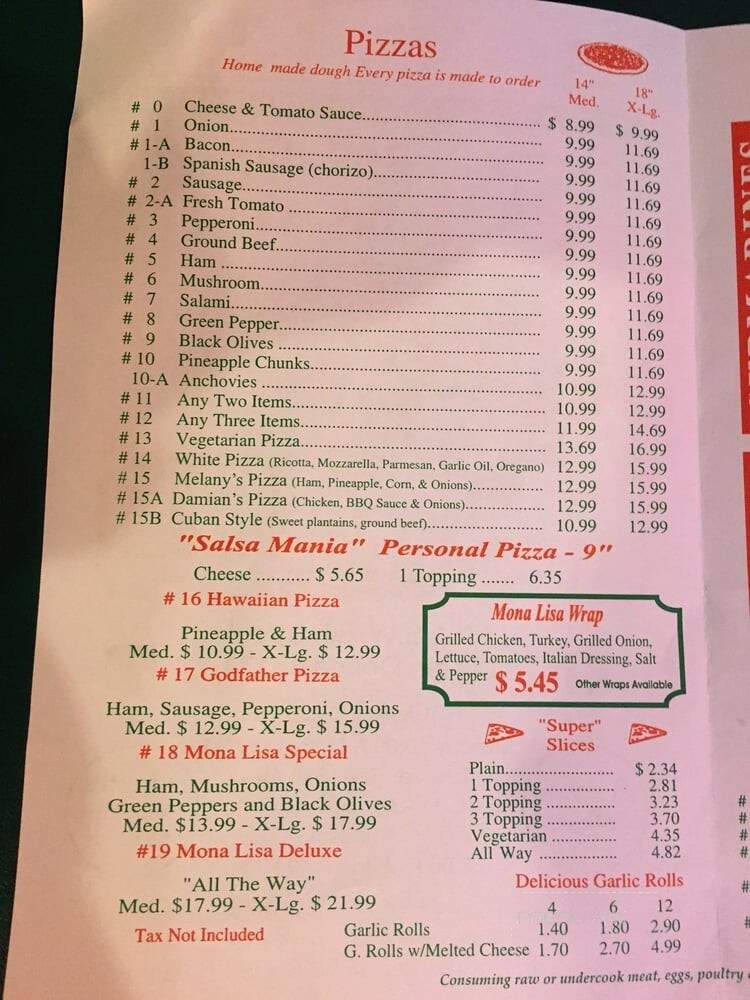 Pizzas
Home made dough Every pizza is made to order
14" Med.
18" X-Lg.
# 0 Cheese & Tomato Sauce.................... $ 8.99 $ 9.99
# 1 Onion.................... 9.99 11.69
# 1-A Bacon.................... 9.99 11.69
1-B Spanish Sausage (chorizo).................... 9.99 11.69
# 2 Sausage.................... 9.99 11.69
# 2-A Fresh Tomato .................... 9.99 11.69
# 3 Pepperoni.................... 9.99 11.69
# 4 Ground Beef.................... 9.99 11.69
# 5 Ham .................... 9.99 11.69
# 6 Mushroom.................... 9.99 11.69
# 7 Salami.................... 9.99 11.69
# 8 Green Pepper.................... 9.99 11.69
# 9 Black Olives .................... 9.99 11.69
# 10 Pineapple Chunks.................... 9.99 11.69
10-A Anchovies .................... 10.99 12.99
# 11 Any Two Items.................... 10.99 12.99
# 12 Any Three Items.................... 11.99 14.69
# 13 Vegetarian Pizza.................... 13.69 16.99
# 14 White Pizza (Ricotta, Mozzarella, Parmesan, Garlic Oil, Oregano) 12.99 15.99
# 15 Melany's Pizza (Ham, Pineapple, Corn, & Onions)............... 12.99 15.99
# 15A Damian's Pizza (Chicken, BBQ Sauce & Onions)............... 12.99 15.99
# 15B Cuban Style (Sweet plantains, ground beef)............... 10.99 12.99
"Salsa Mania" Personal Pizza - 9"
Cheese ........... $ 5.65 1 Topping ....... 6.35
# 16 Hawaiian Pizza
Pineapple & Ham
Med. $ 10.99 - X-Lg. $ 12.99
# 17 Godfather Pizza
Ham, Sausage, Pepperoni, Onions
Med. $ 12.99 - X-Lg. $ 15.99
# 18 Mona Lisa Special
Ham, Mushrooms, Onions
Green Peppers and Black Olives
Med. $13.99 - X-Lg. $ 17.99
#19 Mona Lisa Deluxe
"All The Way"
Med. $17.99 - X-Lg. $ 21.99
Tax Not Included
Mona Lisa Wrap
Grilled Chicken, Turkey, Grilled Onion,
Lettuce, Tomatoes, Italian Dressing, Salt
& Pepper $ 5.45 Other Wraps Available
"Super"
Slices
Plain.......................... $ 2.34
1 Topping ................. 2.81
2 Topping ................. 3.23
3 Topping ................. 3.70
Vegetarian ............... 4.35
All Way .................. 4.82
Delicious Garlic Rolls
4 6 12
Garlic Rolls 1.40 1.80 2.90
G. Rolls w/Melted Cheese 1.70 2.70 4.99
Consuming raw or undercook meat, eggs, poultry
#
#
#
#
#